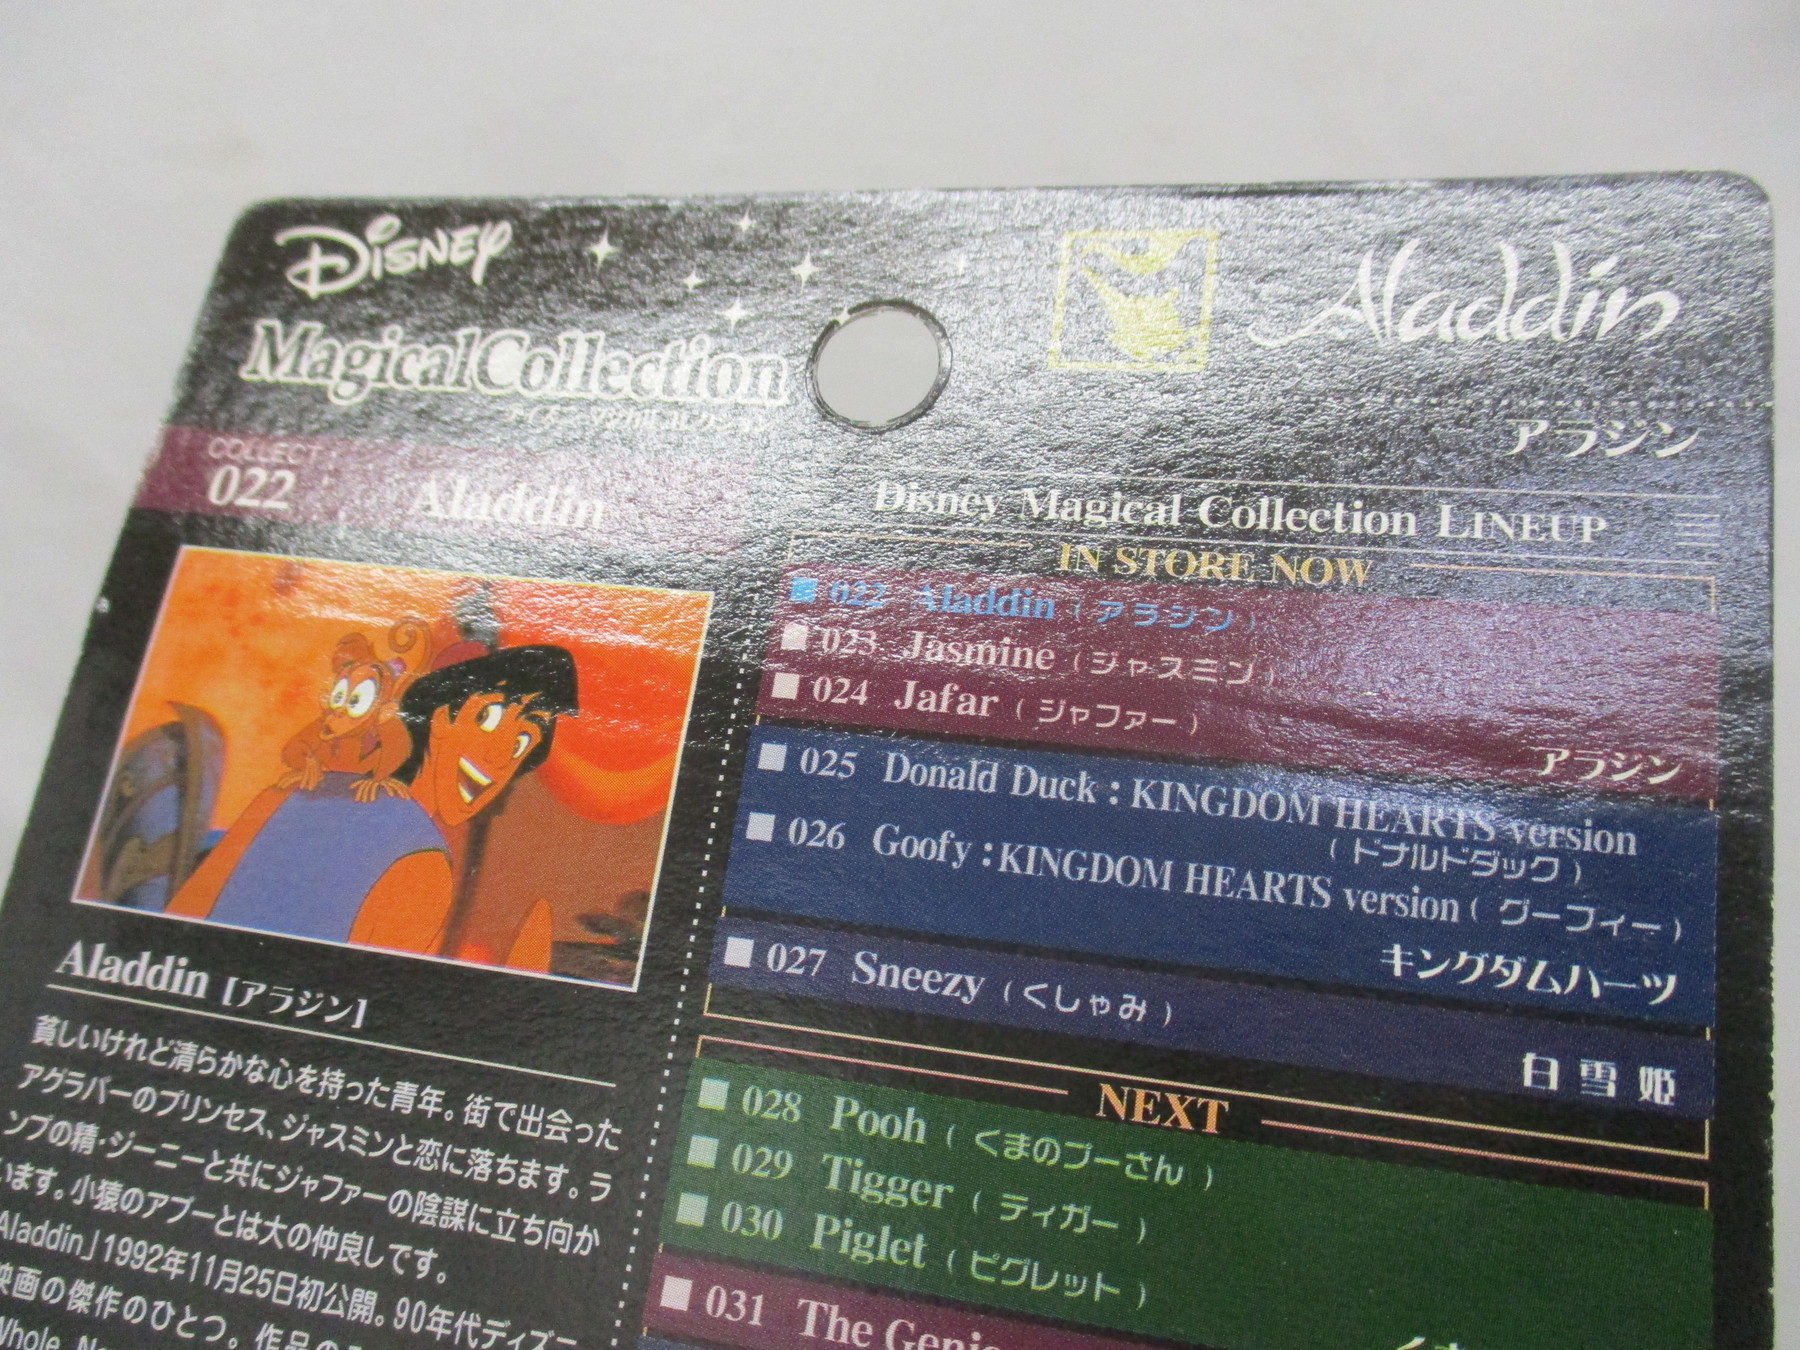 Disney
MagicalCollection
Aladdin
アラジン
COLLECT
022 Aladdin
Aladdin [アラジン]
貧しいけれど清らかな心を持った青年。街で出会った
アグラバーのプリンセス、ジャスミンと恋に落ちます。ラ
ンプの精・ジーニーと共にジャファーの陰謀に立ち向か
います。小猿のアブーとは大の仲良しです。
Aladdin」1992年11月25日初公開。90年代ディズニ
映画の傑作のひとつ。作品の
Whole
Disney Magical Collection LINEUP
IN STORE NOW
■ 022 Aladdin (アラジン)
■ 023 Jasmine (ジャスミン)
■ 024 Jafar (ジャファー)
アラジン
■ 025 Donald Duck : KINGDOM HEARTS version
(ドナルドダック)
■ 026 Goofy : KINGDOM HEARTS version (グーフィー)
キングダムハーツ
■ 027 Sneezy (くしゃみ)
白雪姫
NEXT
■ 028 Pooh (くまのプーさん)
■ 029 Tigger (ティガー)
■ 030 Piglet (ピグレット)
■ 031 The Genie